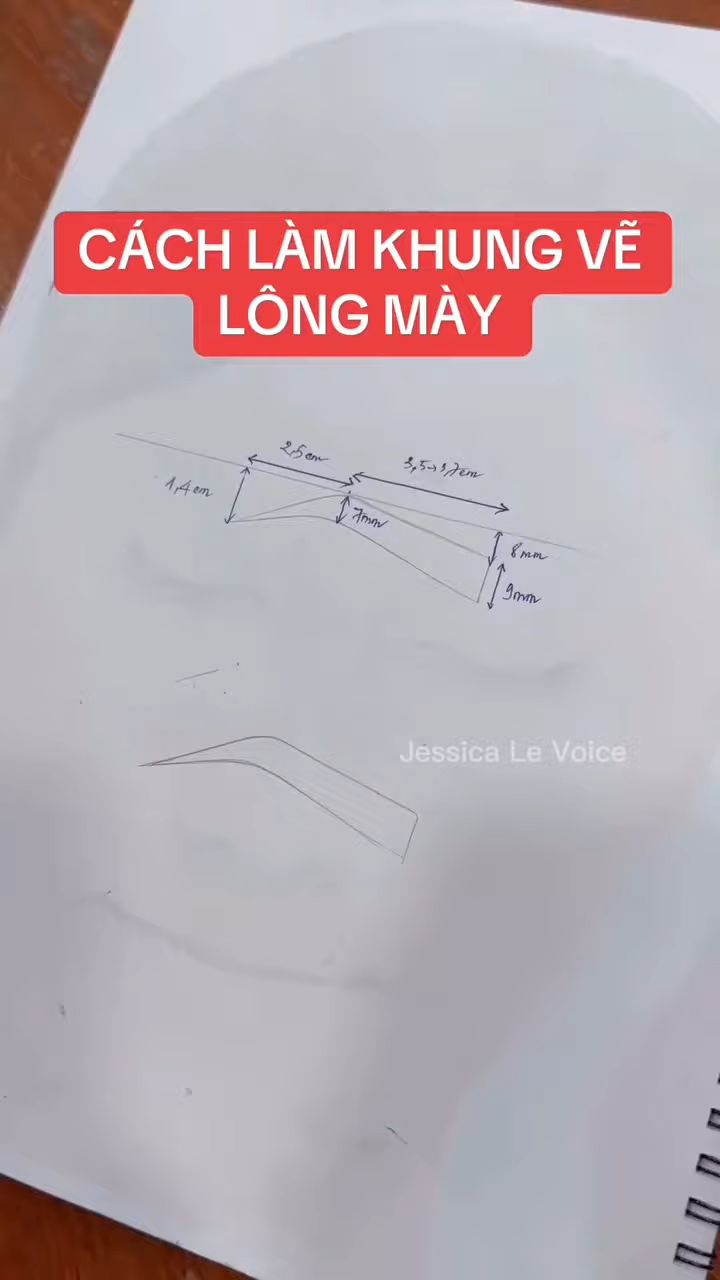 CÁCH LÀM KHUNG VẼ
LÔNG MÀY
2,5cm
3,5→3,7cm
1,4cm
7mm
8mm
9mm
Jessica Le Voice